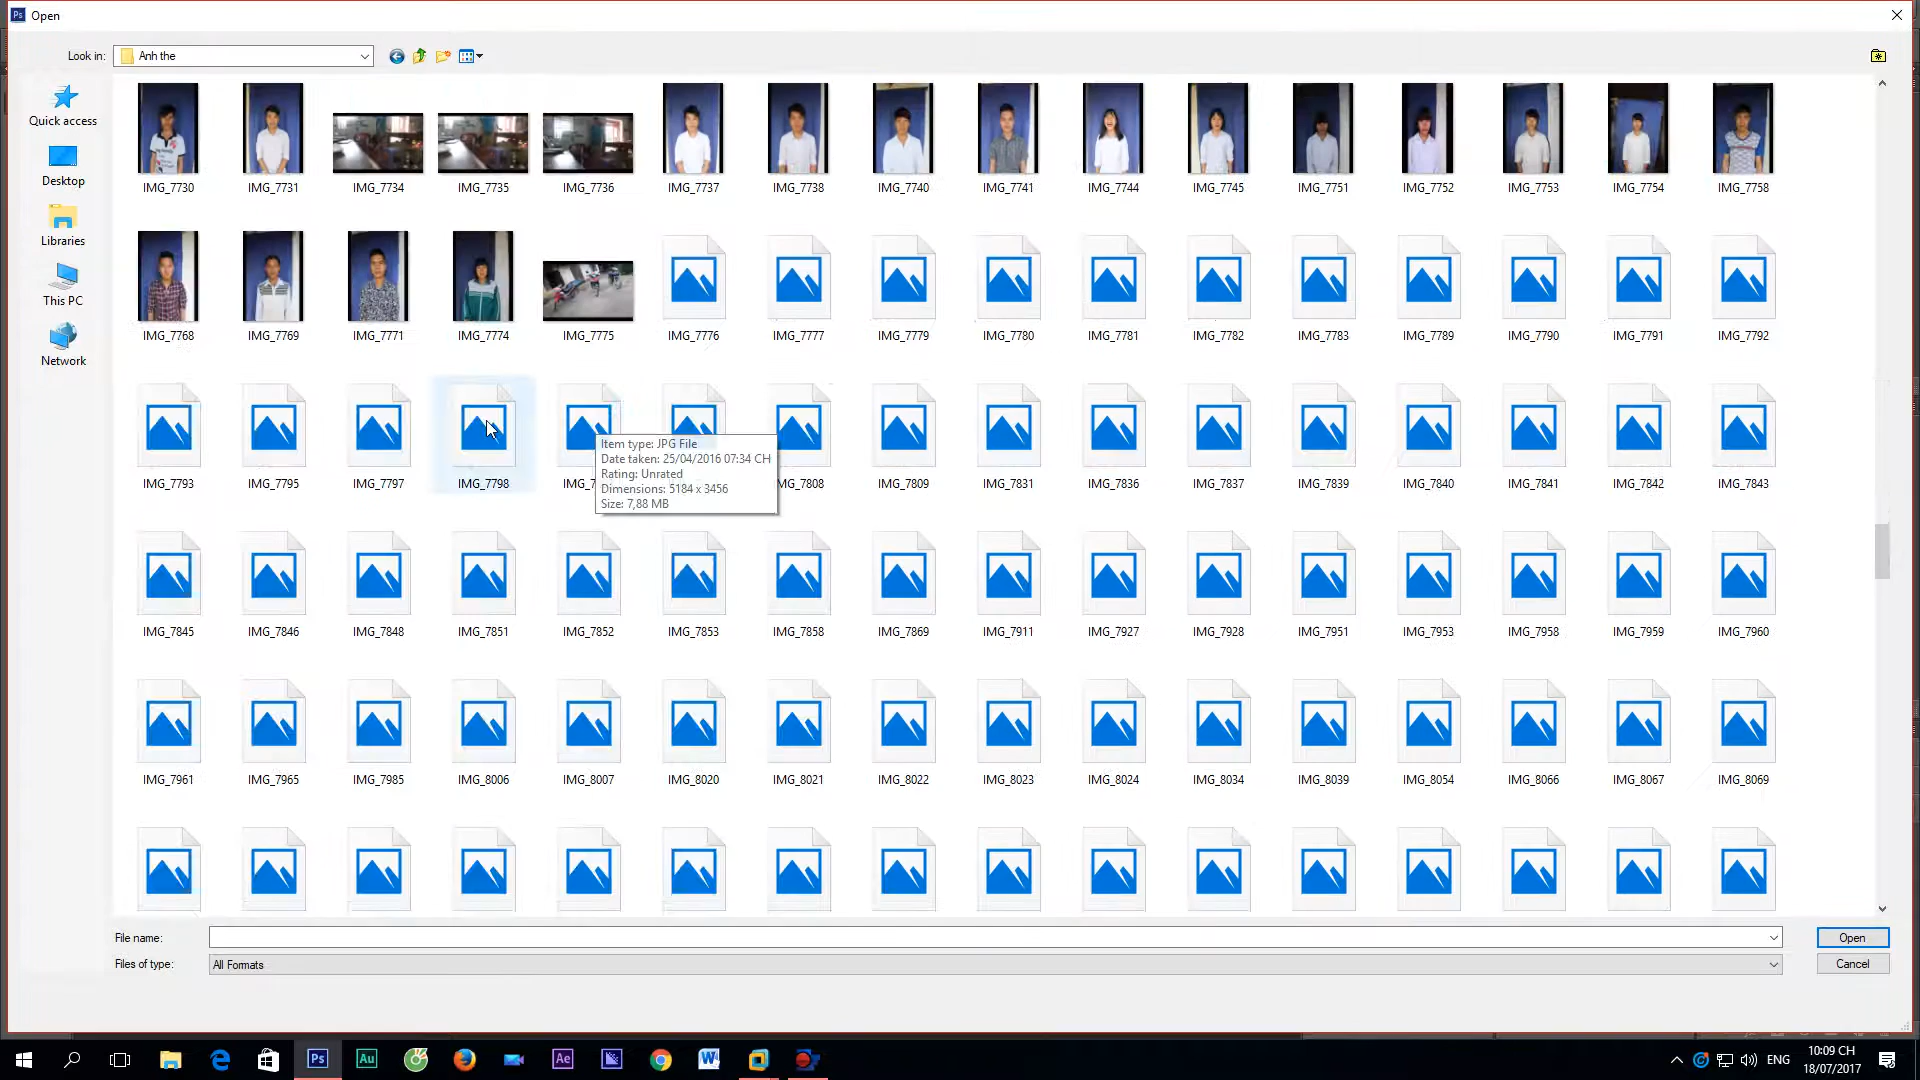 Ps Open
Look in: Anh the
Quick access
Desktop
Libraries
This PC
Network
IMG_7730 IMG_7731 IMG_7734 IMG_7735 IMG_7736 IMG_7737 IMG_7738 IMG_7740 IMG_7741 IMG_7744 IMG_7745 IMG_7751 IMG_7752 IMG_7753 IMG_7754 IMG_7758
IMG_7768 IMG_7769 IMG_7771 IMG_7774 IMG_7775 IMG_7776 IMG_7777 IMG_7779 IMG_7780 IMG_7781 IMG_7782 IMG_7783 IMG_7789 IMG_7790 IMG_7791 IMG_7792
IMG_7793 IMG_7795 IMG_7797 IMG_7798 IMG_7809 IMG_7831 IMG_7836 IMG_7837 IMG_7839 IMG_7840 IMG_7841 IMG_7842 IMG_7843
Item type: JPG File
Date taken: 25/04/2016 07:34 CH
Rating: Unrated
Dimensions: 5184 x 3456
Size: 7,88 MB
IMG_7845 IMG_7846 IMG_7848 IMG_7851 IMG_7852 IMG_7853 IMG_7858 IMG_7869 IMG_7911 IMG_7927 IMG_7928 IMG_7951 IMG_7953 IMG_7958 IMG_7959 IMG_7960
IMG_7961 IMG_7965 IMG_7985 IMG_8006 IMG_8007 IMG_8020 IMG_8021 IMG_8022 IMG_8023 IMG_8024 IMG_8034 IMG_8039 IMG_8054 IMG_8066 IMG_8067 IMG_8069
File name: Open
Files of type: All Formats Cancel
Ps Au Ae ENG 10:09 CH
18/07/2017